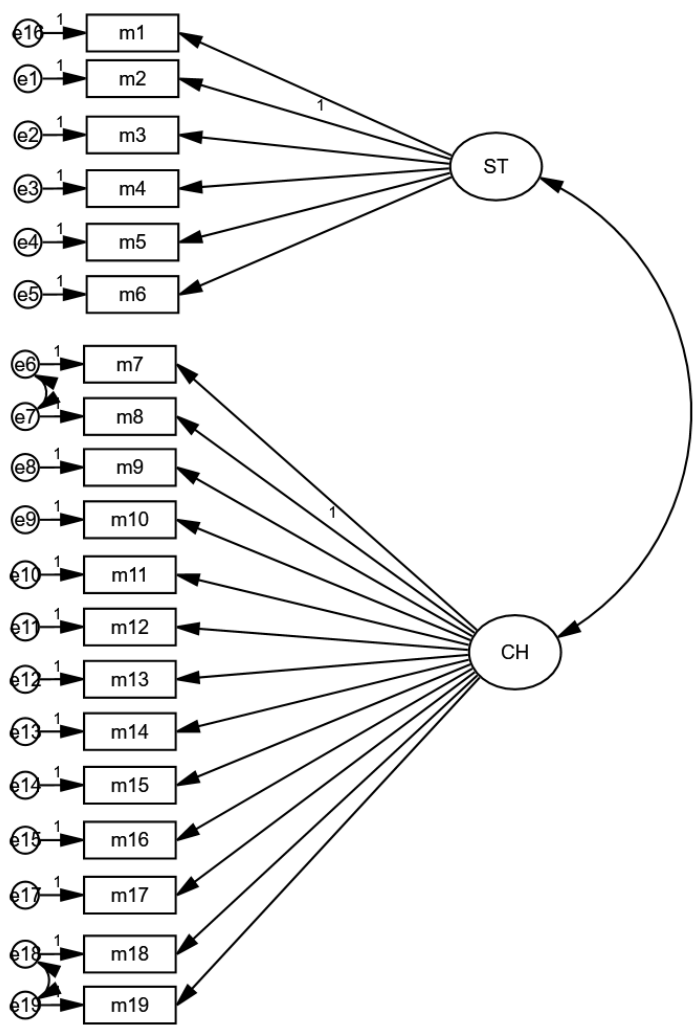 e16 1 m1
e1 1 m2
1
e2 1 m3
ST
e3 1 m4
e4 1 m5
e5 1 m6
e6 1 m7
e7 1 m8
e8 1 m9
1
e9 1 m10
e10 1 m11
e11 1 m12
CH
e12 1 m13
e13 1 m14
e14 1 m15
e15 1 m16
e17 1 m17
e18 1 m18
e19 1 m19